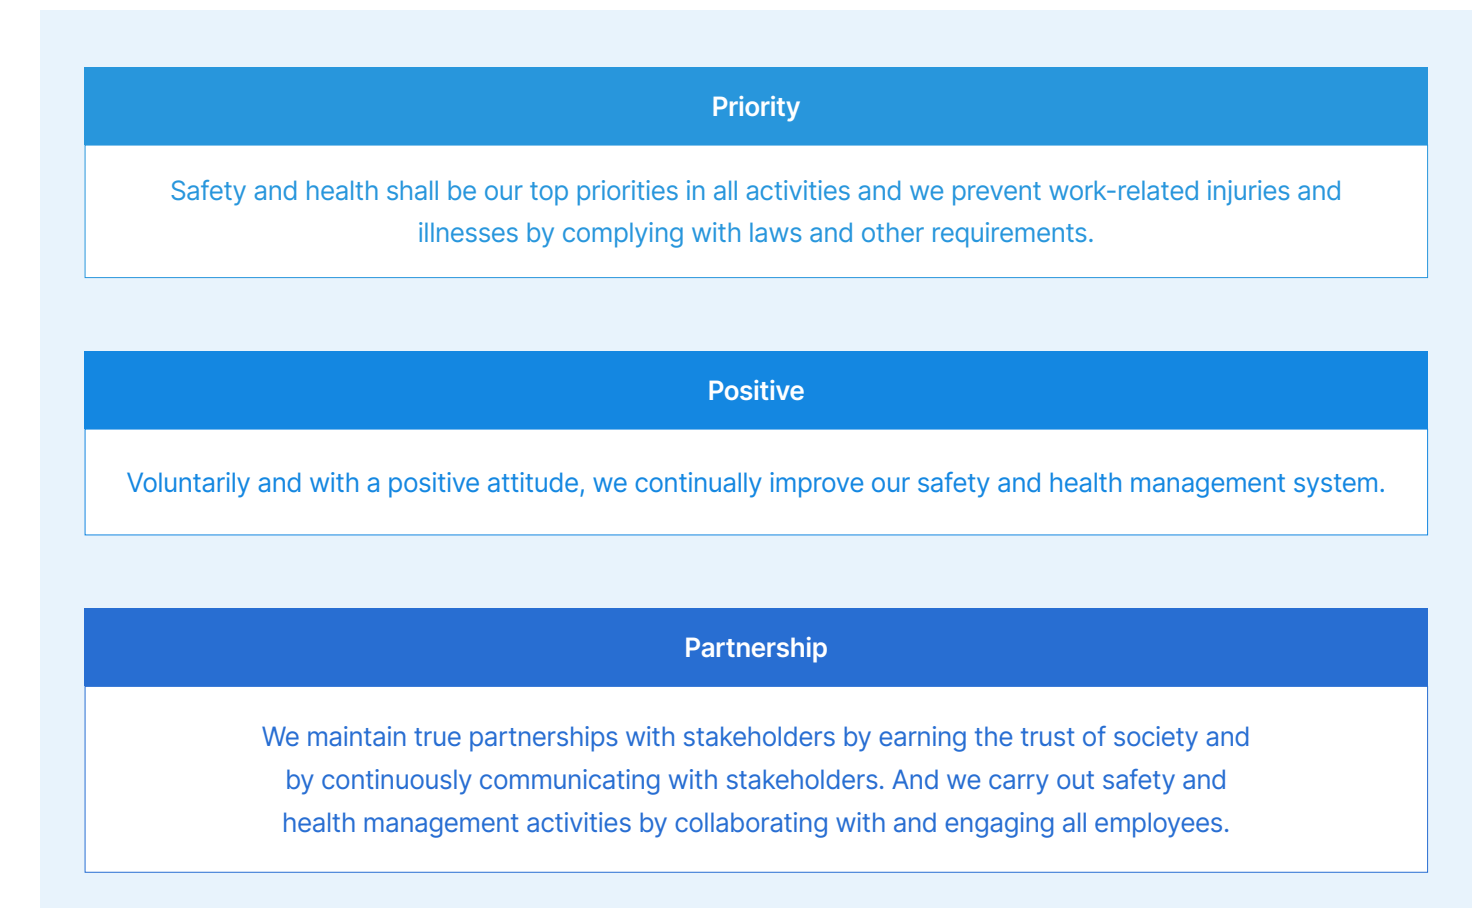 Priority
Safety and health shall be our top priorities in all activities and we prevent work-related injuries and
illnesses by complying with laws and other requirements.
Positive
Voluntarily and with a positive attitude, we continually improve our safety and health management system.
Partnership
We maintain true partnerships with stakeholders by earning the trust of society and
by continuously communicating with stakeholders. And we carry out safety and
health management activities by collaborating with and engaging all employees.